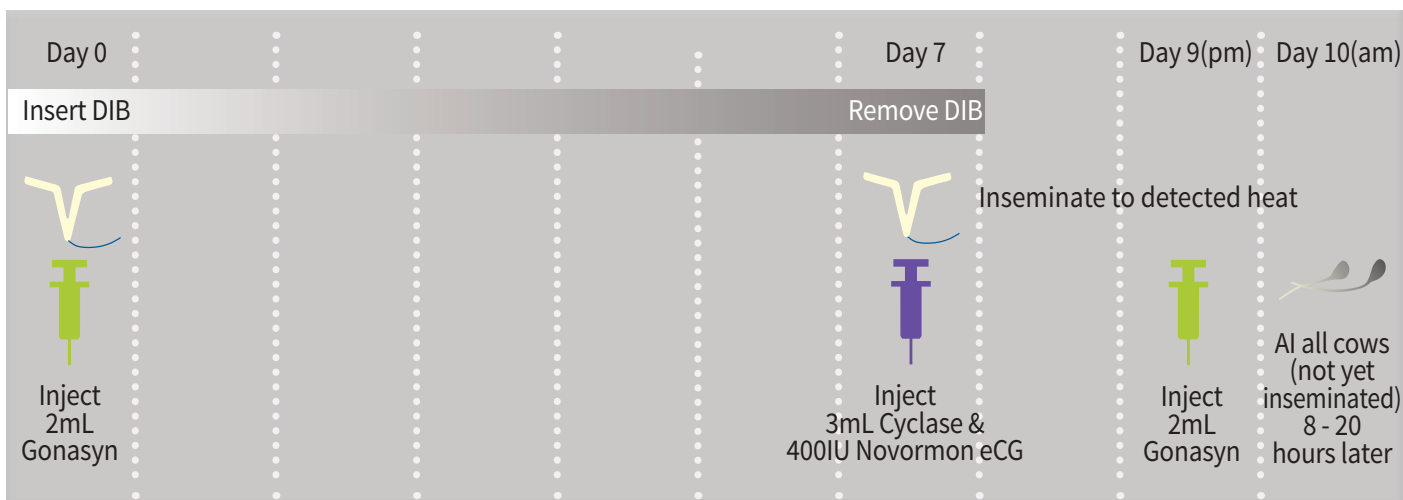 Day 0
Day 7
Day 9(pm)
Day 10(am)
Insert DIB
Remove DIB
Inseminate to detected heat
Inject
2mL
Gonasyn
Inject
3mL Cyclase &
400IU Novormon eCG
Inject
2mL
Gonasyn
AI all cows
(not yet
inseminated)
8 - 20
hours later